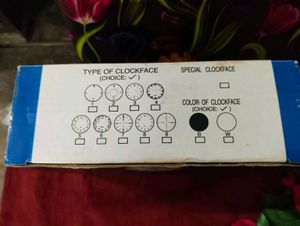 TYPE OF CLOCKFACE
(CHOICE: ✓)
SPECIAL CLOCKFACE
COLOR OF CLOCKFACE
(CHOICE: ✓)
B W